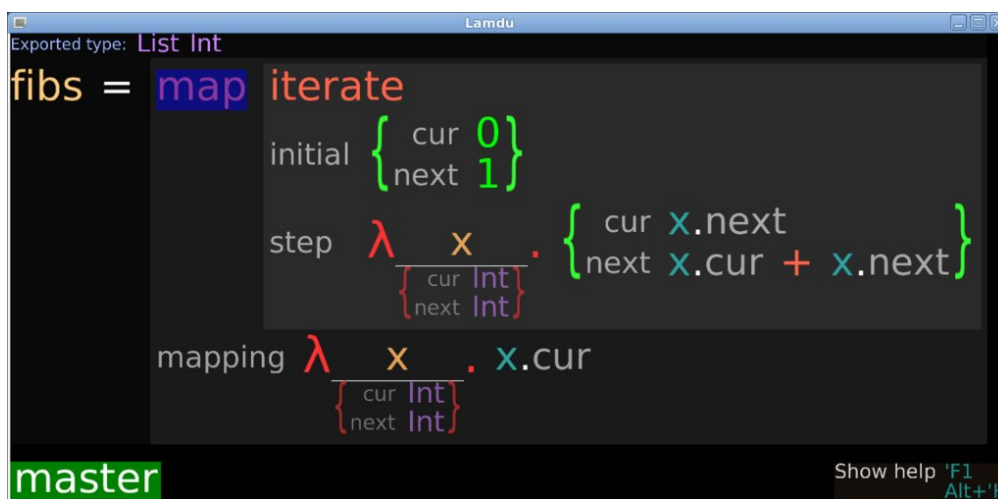 Lamdu
Exported type: List Int
fibs = map iterate
initial { cur 0
next 1 }
step λ x . { cur x.next
next x.cur + x.next }
{ cur Int
next Int }
mapping λ x . x.cur
{ cur Int
next Int }
master
Show help 'F1